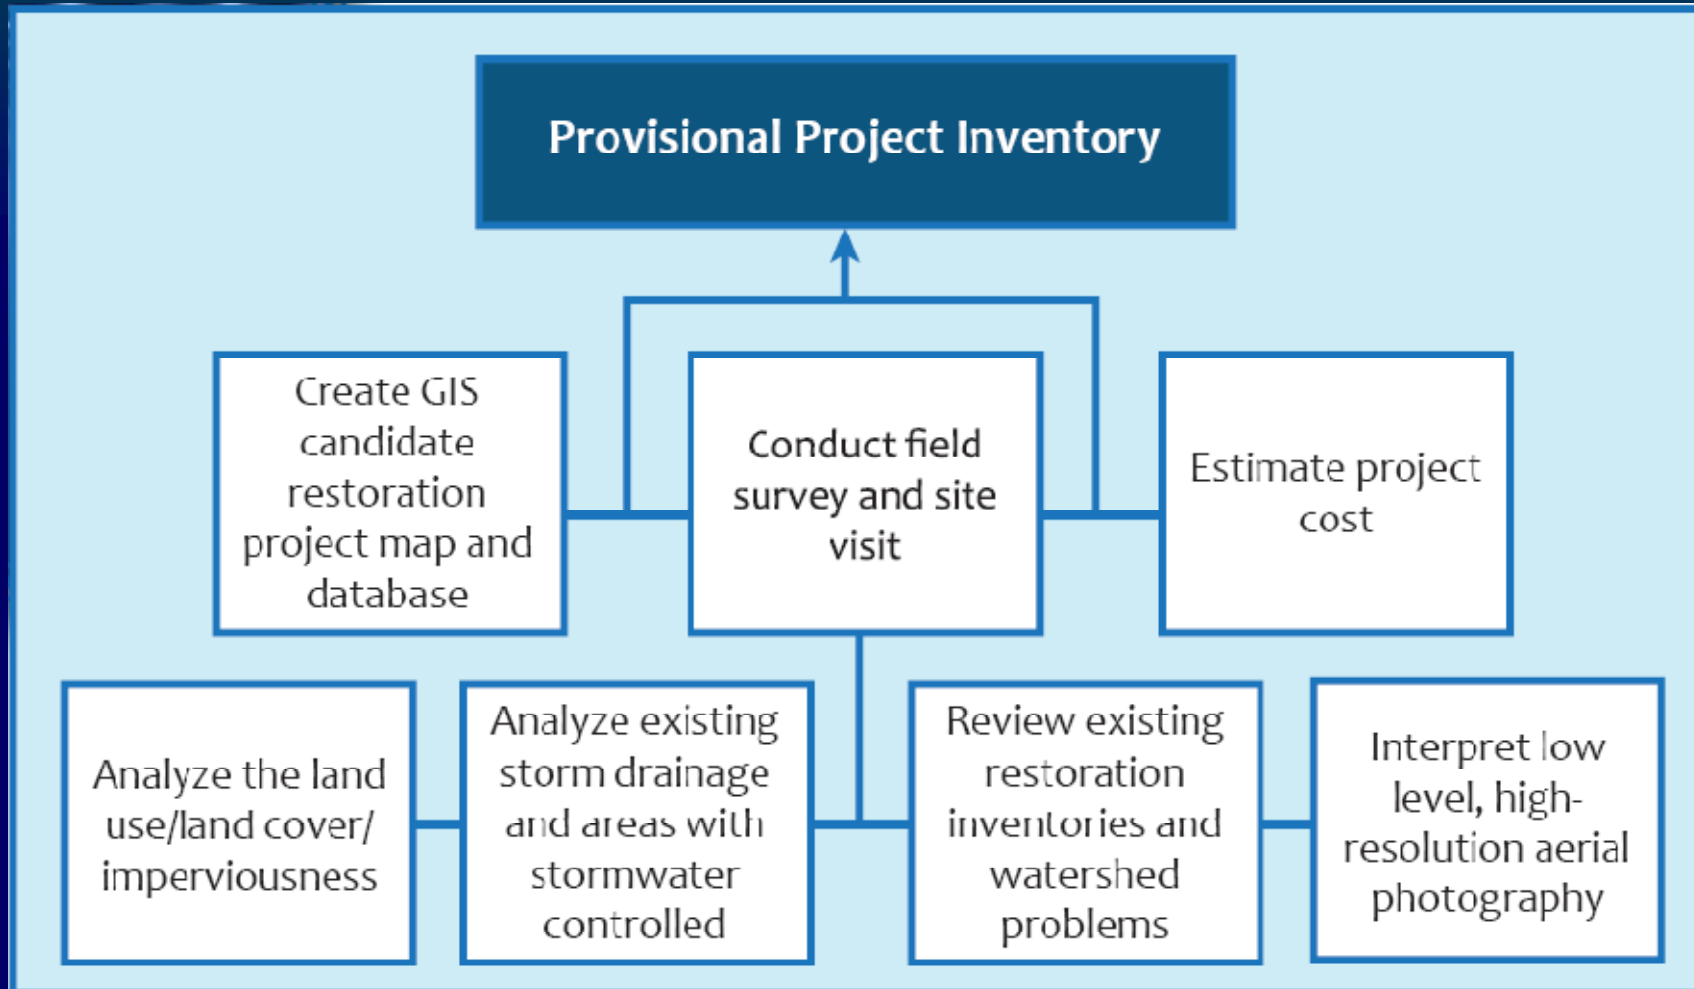 Provisional Project Inventory
Create GIS
candidate
restoration
project map and
database
Conduct field
survey and site
visit
Estimate project
cost
Analyze the land
use/land cover/
imperviousness
Analyze existing
storm drainage
and areas with
stormwater
controlled
Review existing
restoration
inventories and
watershed
problems
Interpret low
level, high-
resolution aerial
photography